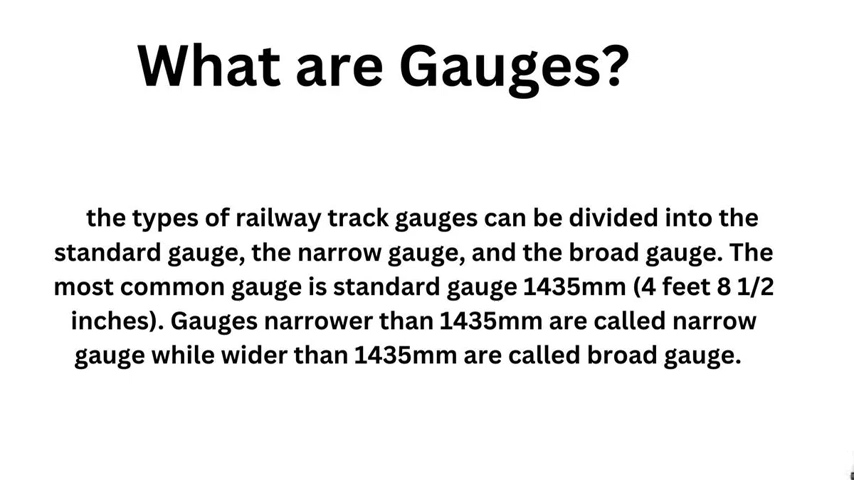 What are Gauges?
the types of railway track gauges can be divided into the
standard gauge, the narrow gauge, and the broad gauge. The
most common gauge is standard gauge 1435mm (4 feet 8 1/2
inches). Gauges narrower than 1435mm are called narrow
gauge while wider than 1435mm are called broad gauge.